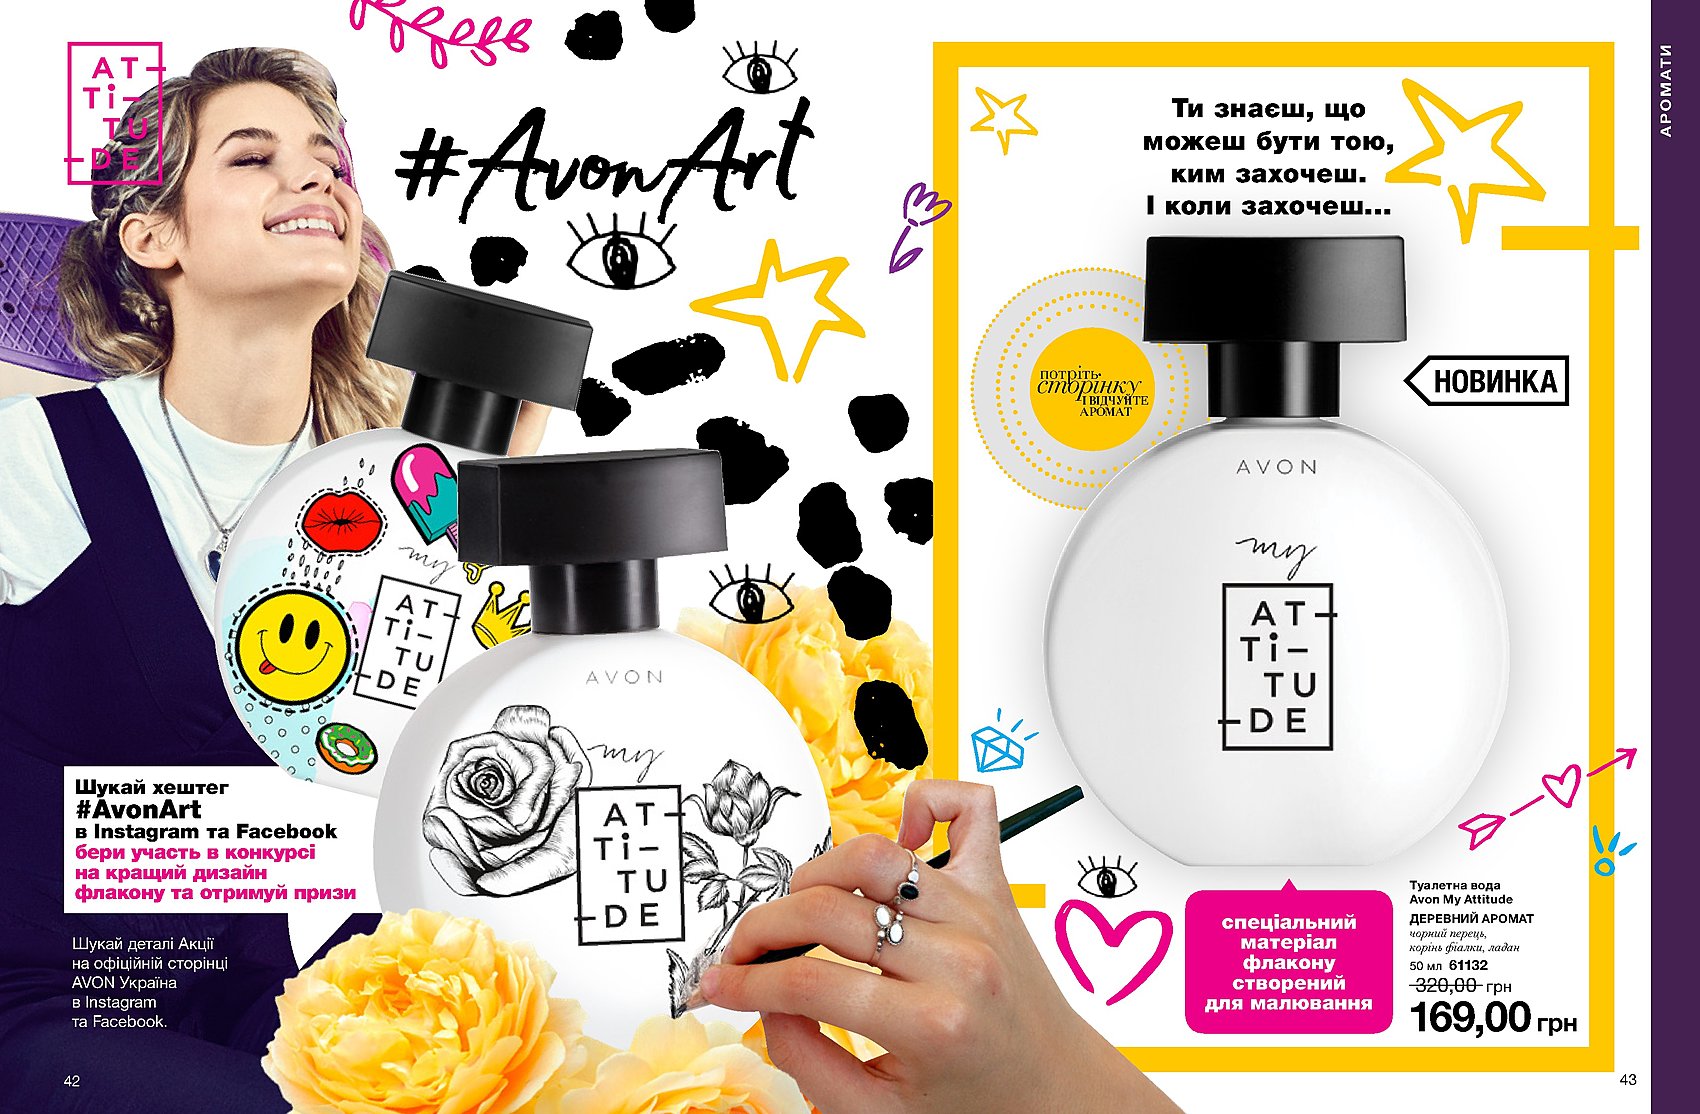 AT
Ti
TU
DE
#AvonArt
my
AT
Ti
TU
DE
AVON
my
AT
Ti
TU
DE
Шукай хештег
#AvonArt
в Instagram та Facebook
бери участь в конкурсі
на кращий дизайн
флакону та отримуй призи
Шукай деталі Акції
на офіційній сторінці
AVON Україна
в Instagram
та Facebook.
42
АРОМАТИ
Ти знаєш, що
можеш бути тою,
ким захочеш.
І коли захочеш...
ПОТРІТЬ
сторінку
І ВІДЧУЙТЕ
АРОМАТ
НОВИНКА
AVON
my
AT
Ti
TU
DE
спеціальний
матеріал
флакону
створений
для малювання
Туалетна вода
Avon My Attitude
ДЕРЕВНИЙ АРОМАТ
чорний перець,
корінь фіалки, ладан
50 мл 61132
320,00 грн
169,00 грн
43